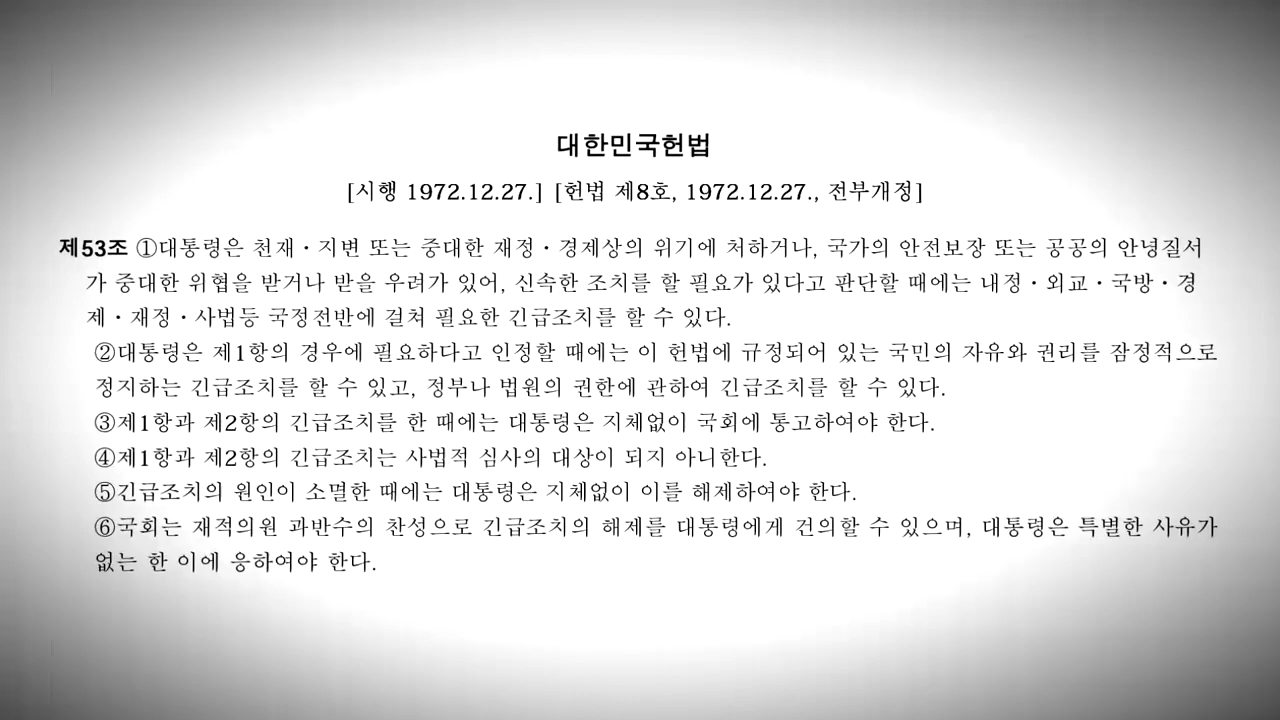 대한민국헌법
[시행 1972.12.27.] [헌법 제8호, 1972.12.27., 전부개정]
제53조 ①대통령은 천재·지변 또는 중대한 재정·경제상의 위기에 처하거나, 국가의 안전보장 또는 공공의 안녕질서
가 중대한 위협을 받거나 받을 우려가 있어, 신속한 조치를 할 필요가 있다고 판단할 때에는 내정·외교·국방·경
제·재정·사법등 국정전반에 걸쳐 필요한 긴급조치를 할 수 있다.
②대통령은 제1항의 경우에 필요하다고 인정할 때에는 이 헌법에 규정되어 있는 국민의 자유와 권리를 잠정적으로
정지하는 긴급조치를 할 수 있고, 정부나 법원의 권한에 관하여 긴급조치를 할 수 있다.
③제1항과 제2항의 긴급조치를 한 때에는 대통령은 지체없이 국회에 통고하여야 한다.
④제1항과 제2항의 긴급조치는 사법적 심사의 대상이 되지 아니한다.
⑤긴급조치의 원인이 소멸한 때에는 대통령은 지체없이 이를 해제하여야 한다.
⑥국회는 재적의원 과반수의 찬성으로 긴급조치의 해제를 대통령에게 건의할 수 있으며, 대통령은 특별한 사유가
없는 한 이에 응하여야 한다.